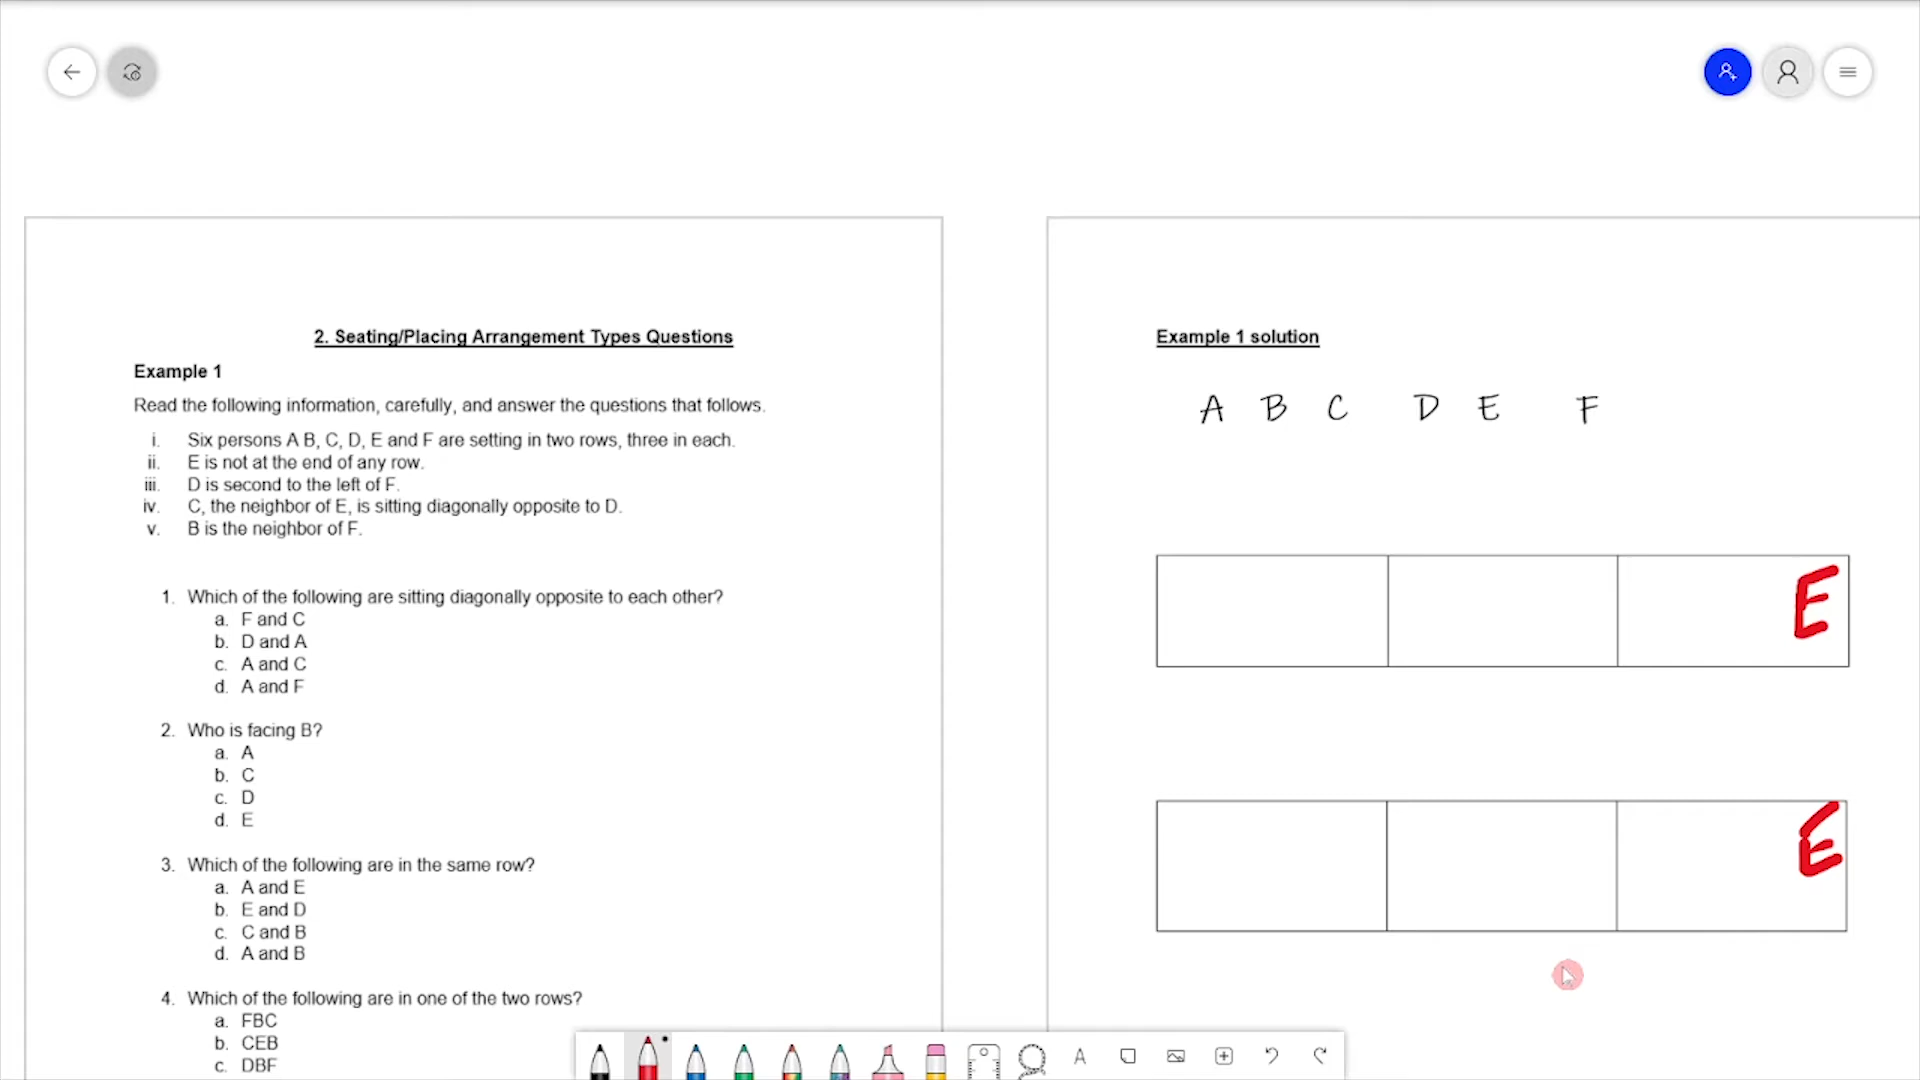 2. Seating/Placing Arrangement Types Questions
Example 1
Read the following information, carefully, and answer the questions that follows.
i. Six persons A B, C, D, E and F are setting in two rows, three in each.
ii. E is not at the end of any row.
iii. D is second to the left of F.
iv. C, the neighbor of E, is sitting diagonally opposite to D.
v. B is the neighbor of F.
1. Which of the following are sitting diagonally opposite to each other?
a. F and C
b. D and A
c. A and C
d. A and F
2. Who is facing B?
a. A
b. C
c. D
d. E
3. Which of the following are in the same row?
a. A and E
b. E and D
c. C and B
d. A and B
4. Which of the following are in one of the two rows?
a. FBC
b. CEB
c. DBF
Example 1 solution
A B C D E F
E
E
A